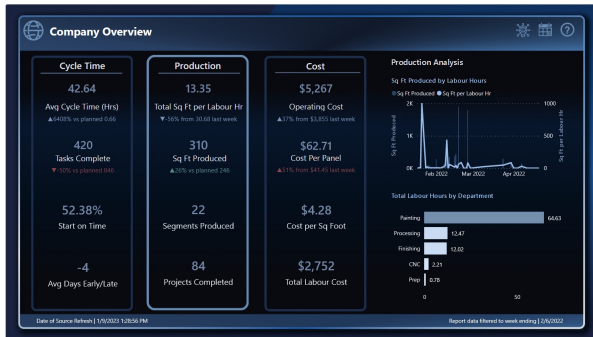 Company Overview
Cycle Time
42.64
Avg Cycle Time (Hrs)
▲6408% vs planned 0.66
420
Tasks Complete
▼-50% vs planned 846
52.38%
Start on Time
-4
Avg Days Early/Late
Production
13.35
Total Sq Ft per Labour Hr
▼-56% from 30.68 last week
310
Sq Ft Produced
▲26% vs planned 246
22
Segments Produced
84
Projects Completed
Cost
$5,267
Operating Cost
▲37% from $3,855 last week
$62.71
Cost Per Panel
▲51% from $41.45 last week
$4.28
Cost per Sq Foot
$2,752
Total Labour Cost
Production Analysis
Sq Ft Produced by Labour Hours
Sq Ft Produced Sq Ft per Labour Hr
Sq Ft Produced
2K
1K
0K
1000
500
0
Sq Ft per Labour Hr
Feb 2022 Mar 2022 Apr 2022
Total Labour Hours by Department
Painting 64.63
Processing 12.47
Finishing 12.02
CNC 2.21
Prep 0.78
0 50
Date of Source Refresh | 1/9/2023 1:28:56 PM
Report data filtered to week ending | 2/6/2022